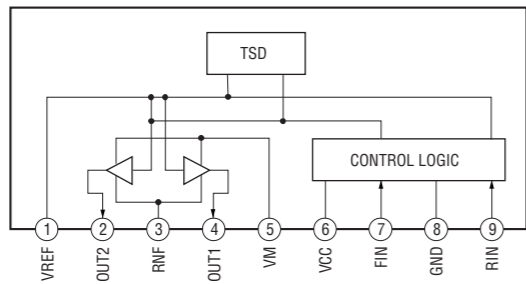 TSD
CONTROL LOGIC
1 2 3 4 5 6 7 8 9
VREF OUT2 RNF OUT1 VM VCC FIN GND RIN